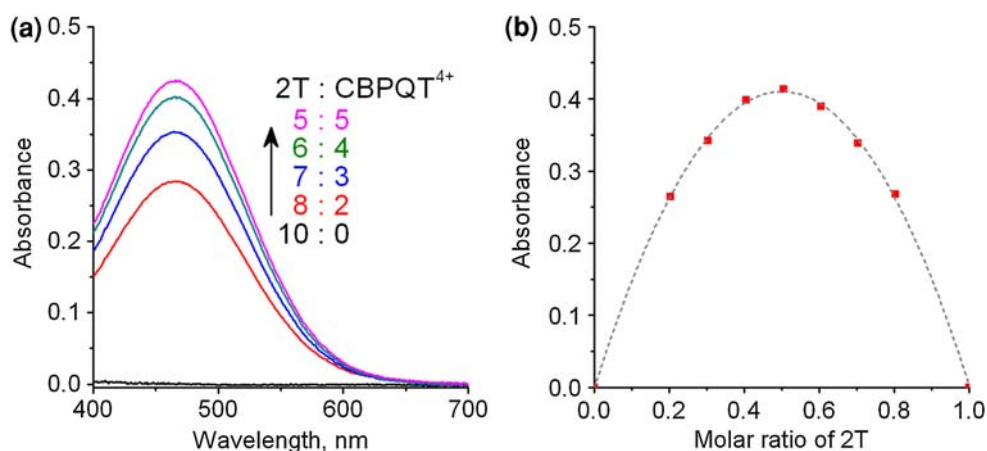 (a)
0.5
0.4
0.3
0.2
0.1
0.0
Absorbance
2T : CBPQT4+
5 : 5
6 : 4
7 : 3
8 : 2
10 : 0
400 500 600 700
Wavelength, nm
(b)
0.5
0.4
0.3
0.2
0.1
0.0
Absorbance
0.0 0.2 0.4 0.6 0.8 1.0
Molar ratio of 2T